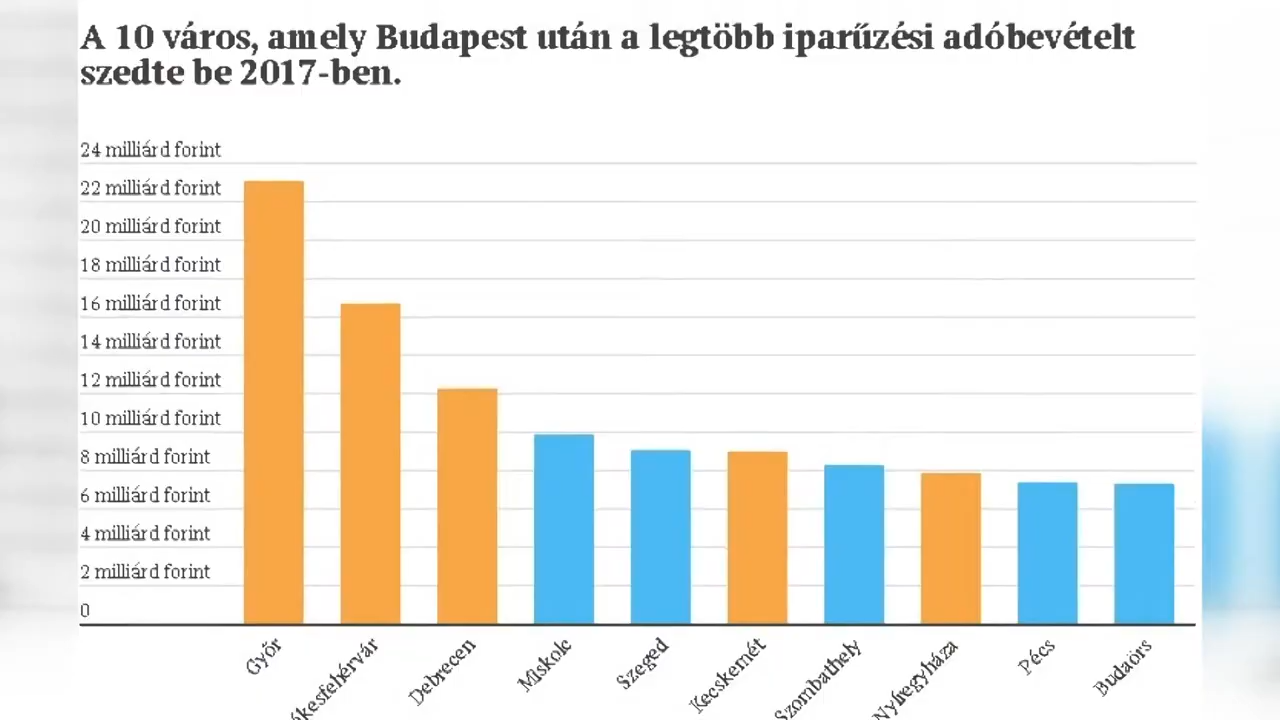 A 10 város, amely Budapest után a legtöbb iparűzési adóbevételt
szedte be 2017-ben.
24 milliárd forint
22 milliárd forint
20 milliárd forint
18 milliárd forint
16 milliárd forint
14 milliárd forint
12 milliárd forint
10 milliárd forint
8 milliárd forint
6 milliárd forint
4 milliárd forint
2 milliárd forint
0
Győr
ékesfehérvár
Debrecen
Miskolc
Szeged
Kecskemét
Szombathely
Nyíregyháza
Pécs
Budaörs